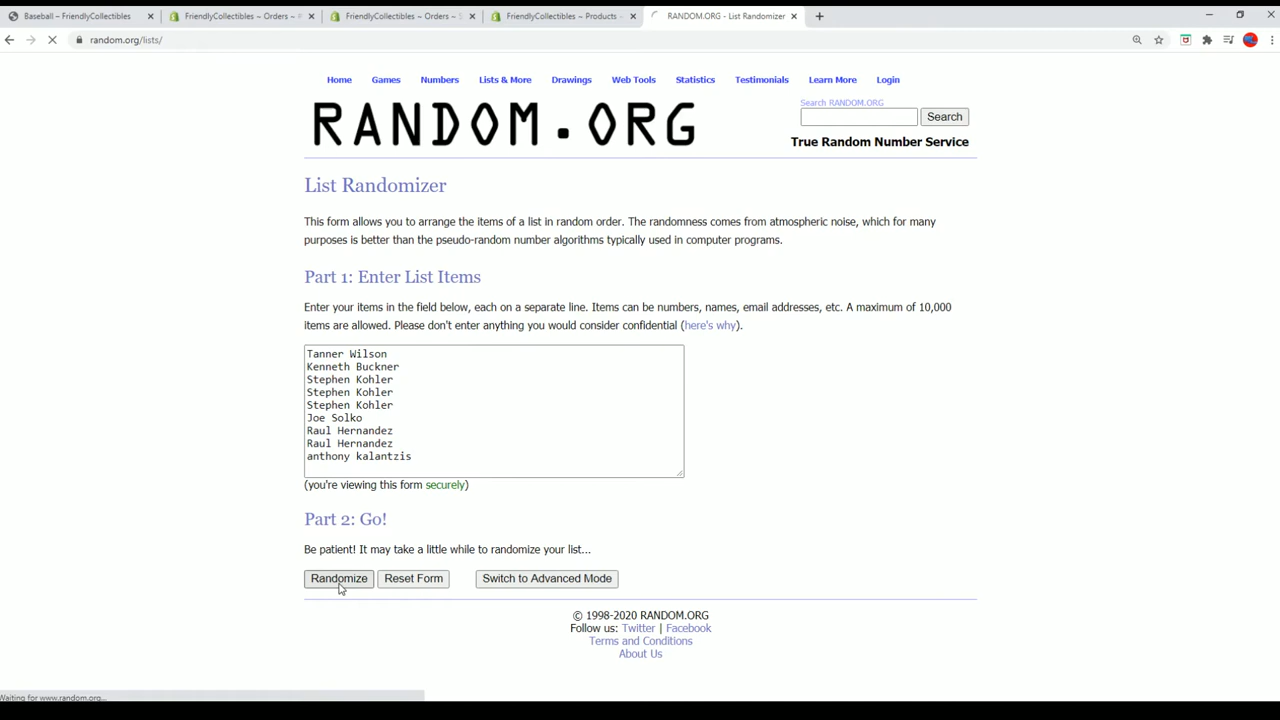 Baseball – FriendlyCollectibles
FriendlyCollectibles ~ Orders ~
FriendlyCollectibles ~ Orders ~
FriendlyCollectibles ~ Products ~
RANDOM.ORG - List Randomizer
random.org/lists/
Home Games Numbers Lists & More Drawings Web Tools Statistics Testimonials Learn More Login
RANDOM.ORG
Search RANDOM.ORG
Search
True Random Number Service
List Randomizer
This form allows you to arrange the items of a list in random order. The randomness comes from atmospheric noise, which for many
purposes is better than the pseudo-random number algorithms typically used in computer programs.
Part 1: Enter List Items
Enter your items in the field below, each on a separate line. Items can be numbers, names, email addresses, etc. A maximum of 10,000
items are allowed. Please don't enter anything you would consider confidential (here's why).
Tanner Wilson
Kenneth Buckner
Stephen Kohler
Stephen Kohler
Stephen Kohler
Joe Solko
Raul Hernandez
Raul Hernandez
anthony kalantzis
(you're viewing this form securely)
Part 2: Go!
Be patient! It may take a little while to randomize your list...
Randomize Reset Form Switch to Advanced Mode
© 1998-2020 RANDOM.ORG
Follow us: Twitter | Facebook
Terms and Conditions
About Us
Waiting for www.random.org...